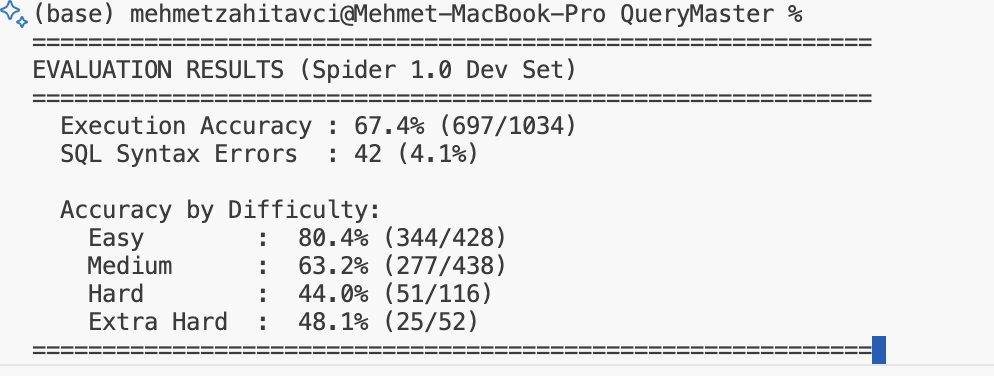 (base) mehmetzahitavci@Mehmet-MacBook-Pro QueryMaster %
============================================================
EVALUATION RESULTS (Spider 1.0 Dev Set)
============================================================
  Execution Accuracy : 67.4% (697/1034)
  SQL Syntax Errors  : 42 (4.1%)

  Accuracy by Difficulty:
    Easy        :  80.4% (344/428)
    Medium      :  63.2% (277/438)
    Hard        :  44.0% (51/116)
    Extra Hard  :  48.1% (25/52)
============================================================